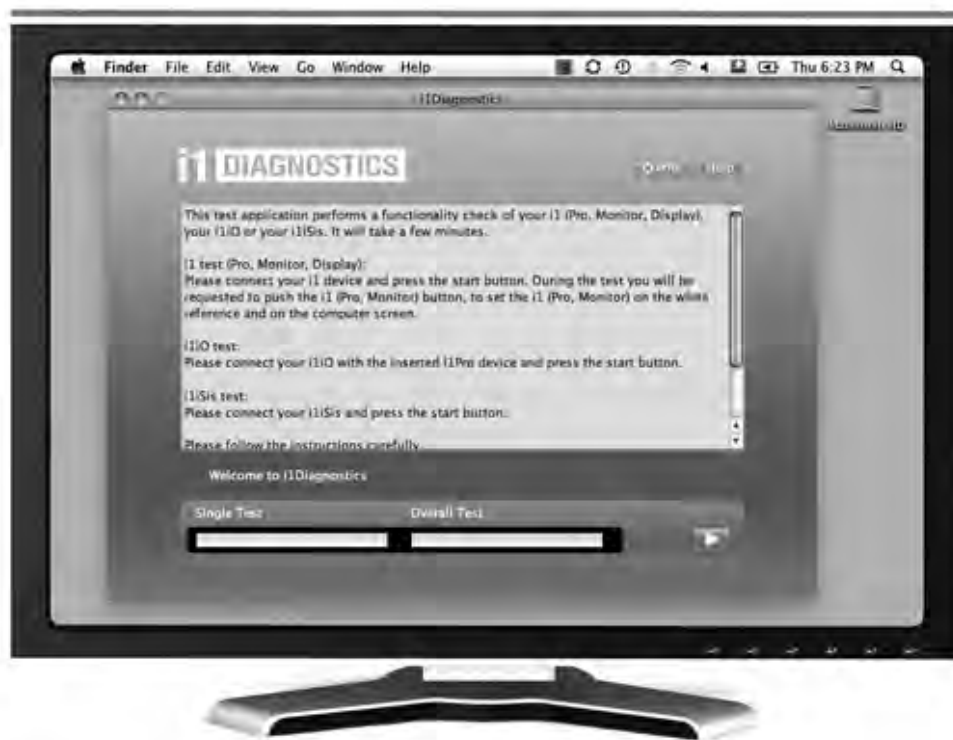 Finder File Edit View Go Window Help Thu 6:23 PM
i1Diagnostics
i1 DIAGNOSTICS
Help
This test application performs a functionality check of your i1 (Pro, Monitor, Display),
your i1iO or your i1iSis. It will take a few minutes.
i1 test (Pro, Monitor, Display):
Please connect your i1 device and press the start button. During the test you will be
requested to push the i1 (Pro, Monitor) button, to set the i1 (Pro, Monitor) on the white
reference and on the computer screen.
i1iO test:
Please connect your i1iO with the inserted i1Pro device and press the start button.
i1iSis test:
Please connect your i1iSis and press the start button.
Please follow the instructions carefully.
Welcome to i1Diagnostics
Single Test Overall Test